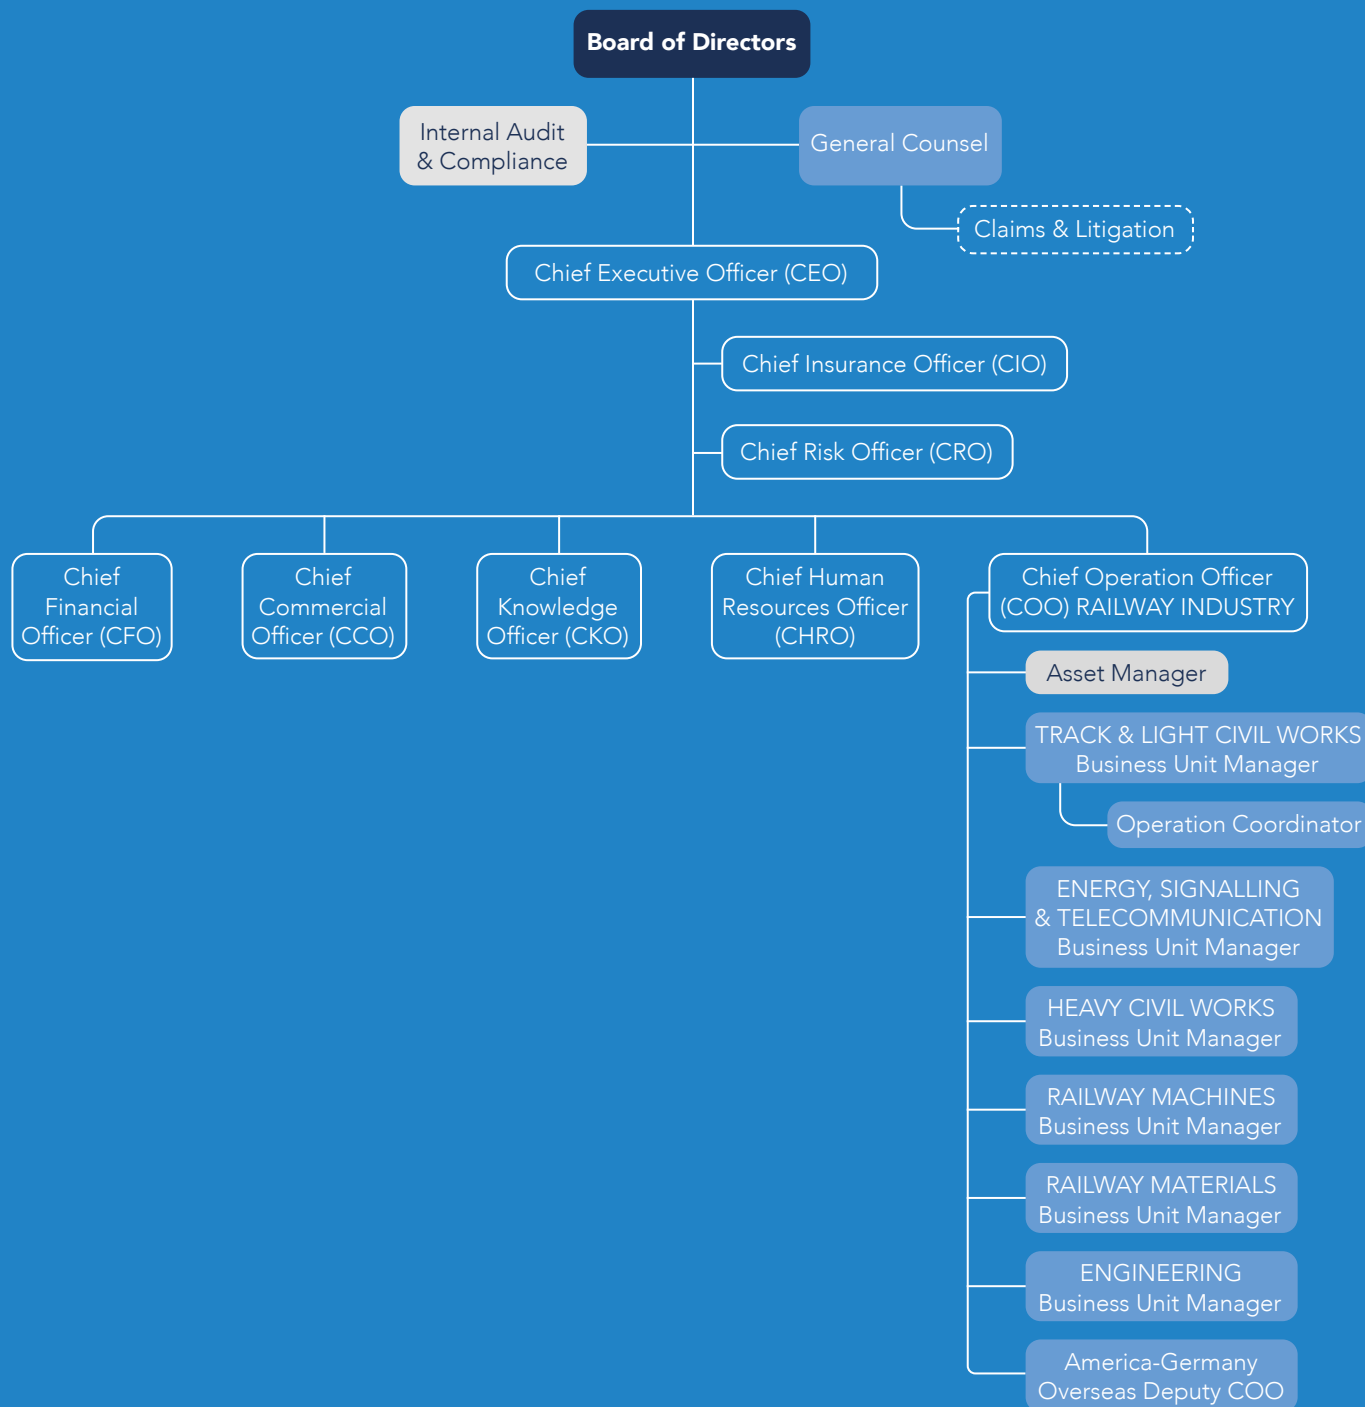 Board of Directors
Internal Audit
& Compliance
General Counsel
Claims & Litigation
Chief Executive Officer (CEO)
Chief Insurance Officer (CIO)
Chief Risk Officer (CRO)
Chief
Financial
Officer (CFO)
Chief
Commercial
Officer (CCO)
Chief
Knowledge
Officer (CKO)
Chief Human
Resources Officer
(CHRO)
Chief Operation Officer
(COO) RAILWAY INDUSTRY
Asset Manager
TRACK & LIGHT CIVIL WORKS
Business Unit Manager
Operation Coordinator
ENERGY, SIGNALLING
& TELECOMMUNICATION
Business Unit Manager
HEAVY CIVIL WORKS
Business Unit Manager
RAILWAY MACHINES
Business Unit Manager
RAILWAY MATERIALS
Business Unit Manager
ENGINEERING
Business Unit Manager
America-Germany
Overseas Deputy COO